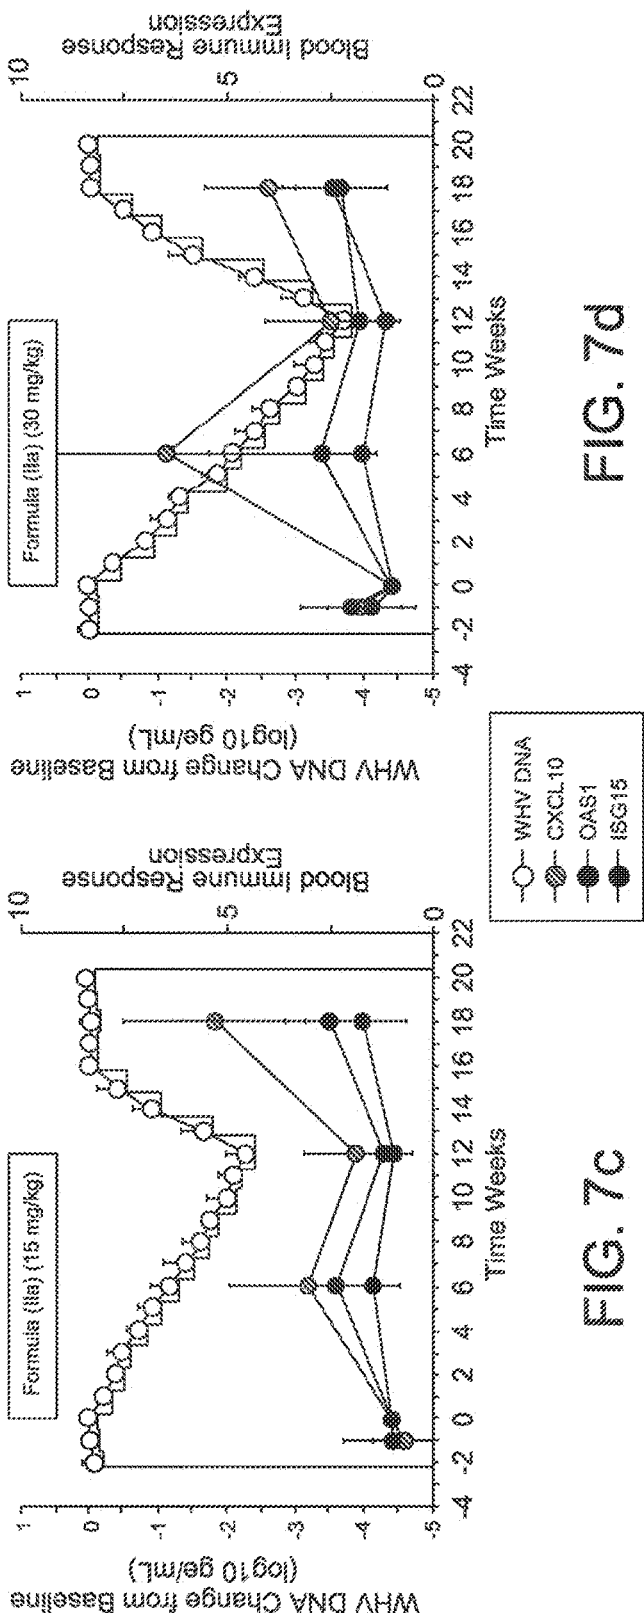 Formula (IIa) (15 mg/kg)
WHV DNA Change from Baseline
(log10 ge/mL)
1
0
-1
-2
-3
-4
-5
Blood Immune Response
Expression
10
5
0
-4 -2 0 2 4 6 8 10 12 14 16 18 20 22
Time Weeks
FIG. 7c
Formula (IIa) (30 mg/kg)
WHV DNA Change from Baseline
(log10 ge/mL)
1
0
-1
-2
-3
-4
-5
Blood Immune Response
Expression
10
5
0
-4 -2 0 2 4 6 8 10 12 14 16 18 20 22
Time Weeks
FIG. 7d
WHV DNA
CXCL10
OAS1
ISG15